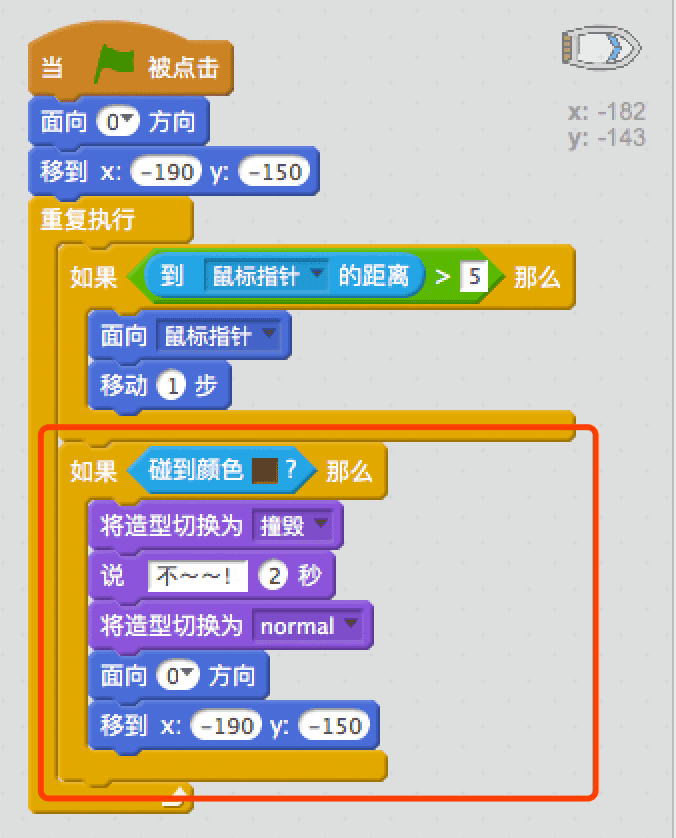 当 被点击
x: -182
y: -143
面向 0 方向
移到 x: -190 y: -150
重复执行
如果 到 鼠标指针 的距离 > 5 那么
面向 鼠标指针
移动 1 步
如果 碰到颜色 ? 那么
将造型切换为 撞毁
说 不~~! 2 秒
将造型切换为 normal
面向 0 方向
移到 x: -190 y: -150